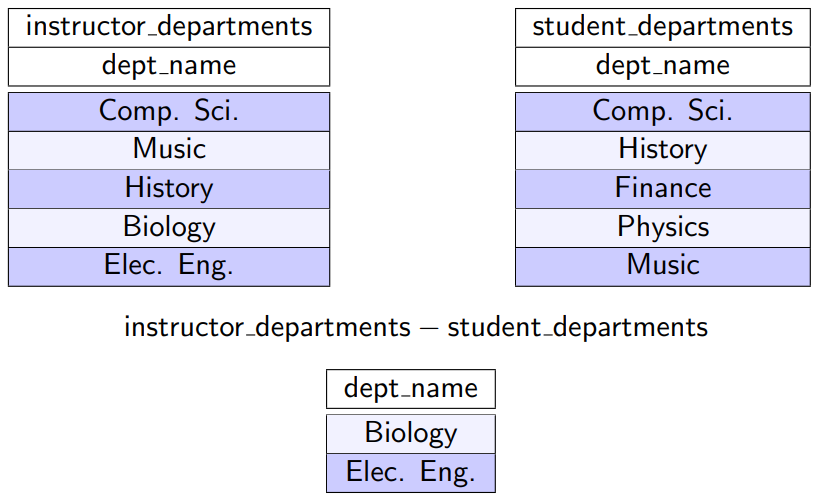 instructor_departments
dept_name
Comp. Sci.
Music
History
Biology
Elec. Eng.
student_departments
dept_name
Comp. Sci.
History
Finance
Physics
Music
instructor_departments − student_departments
dept_name
Biology
Elec. Eng.